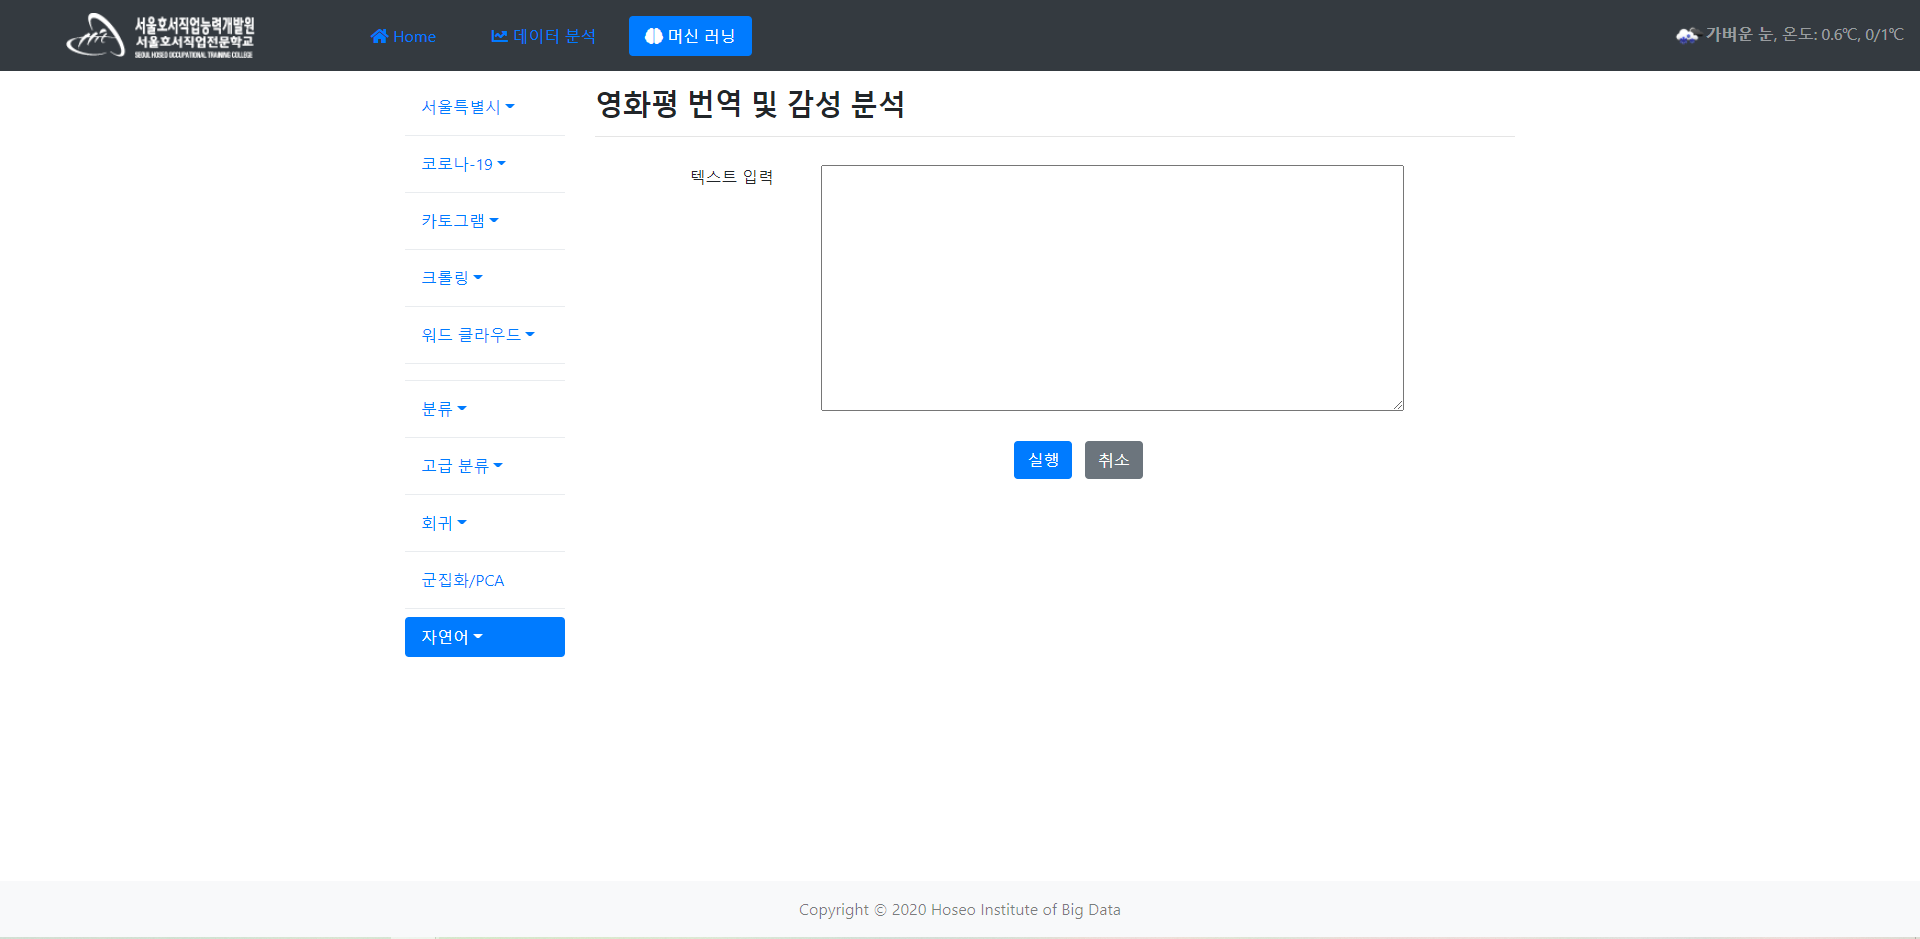 서울호서직업능력개발원
서울호서직업전문학교
SEOUL HOSEO OCCUPATIONAL TRAINING COLLEGE
Home 데이터 분석 머신 러닝
가벼운 눈, 온도: 0.6℃, 0/1℃
서울특별시
코로나-19
카토그램
크롤링
워드 클라우드
분류
고급 분류
회귀
군집화/PCA
자연어
영화평 번역 및 감성 분석
텍스트 입력
실행 취소
Copyright © 2020 Hoseo Institute of Big Data